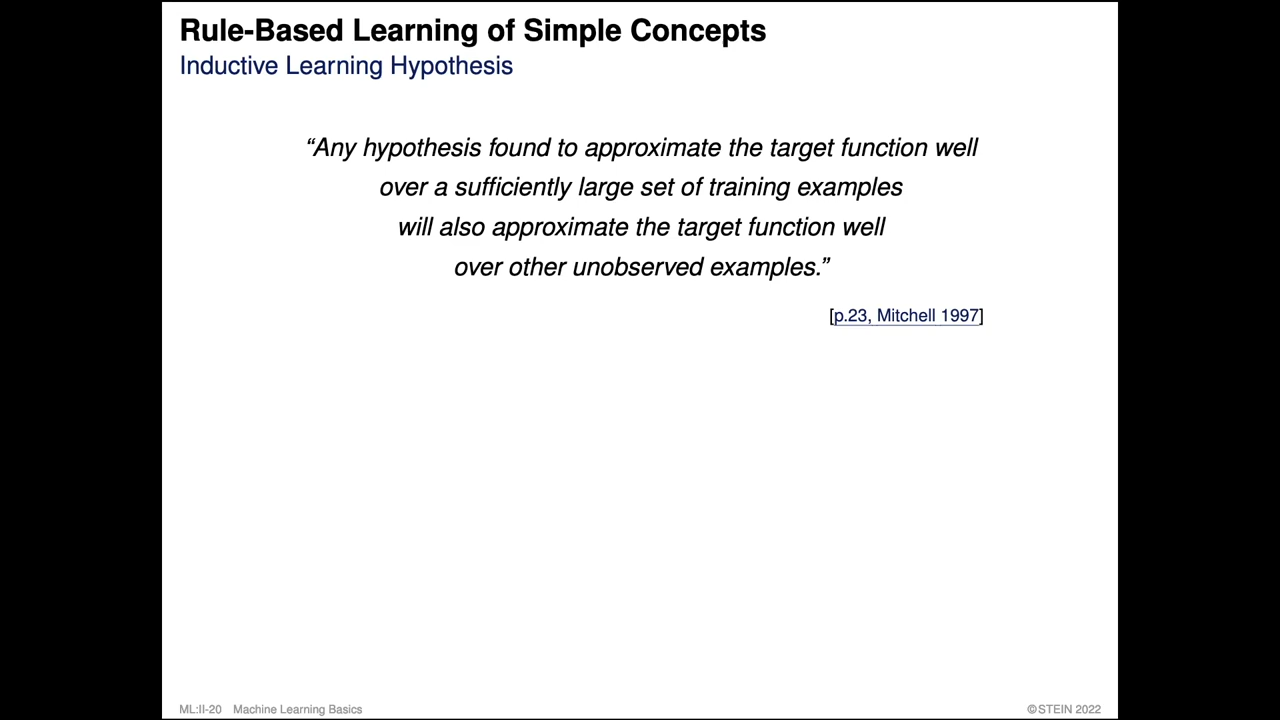 Rule-Based Learning of Simple Concepts
Inductive Learning Hypothesis
“Any hypothesis found to approximate the target function well
over a sufficiently large set of training examples
will also approximate the target function well
over other unobserved examples.”
[p.23, Mitchell 1997]
ML:II-20 Machine Learning Basics
©STEIN 2022